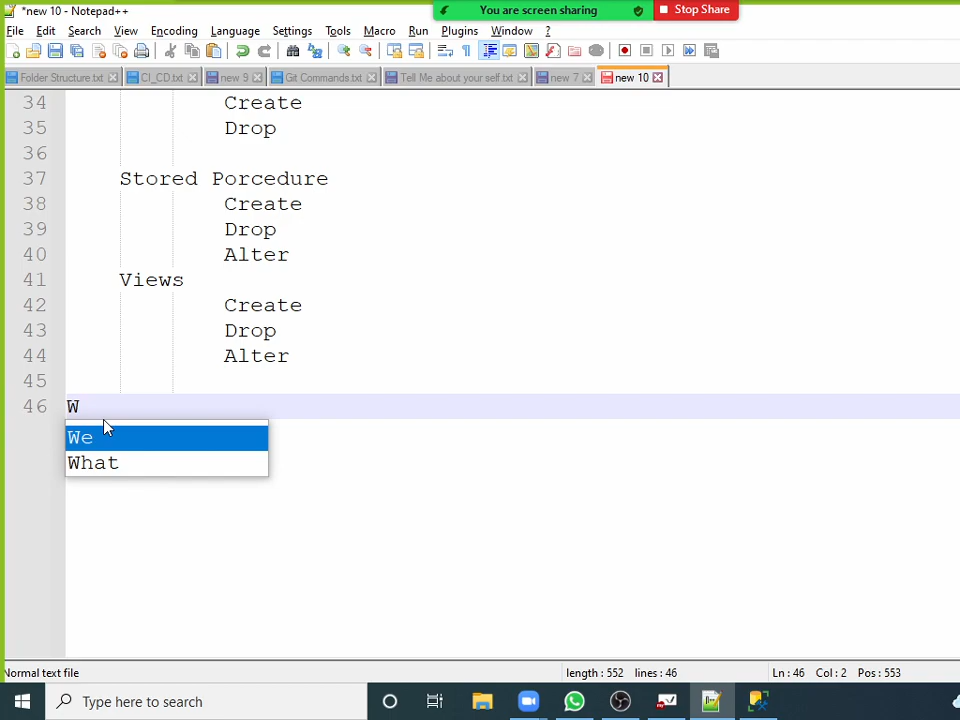 *new 10 - Notepad++
You are screen sharing
Stop Share
File Edit Search View Encoding Language Settings Tools Macro Run Plugins Window ?
Folder Structure.txt CI_CD.txt new 9 Git Commands.txt Tell Me about your self.txt new 7 new 10
34 Create
35 Drop
36
37 Stored Porcedure
38 Create
39 Drop
40 Alter
41 Views
42 Create
43 Drop
44 Alter
45
46 W
We
What
Normal text file length : 552 lines : 46 Ln : 46 Col : 2 Pos : 553
Type here to search